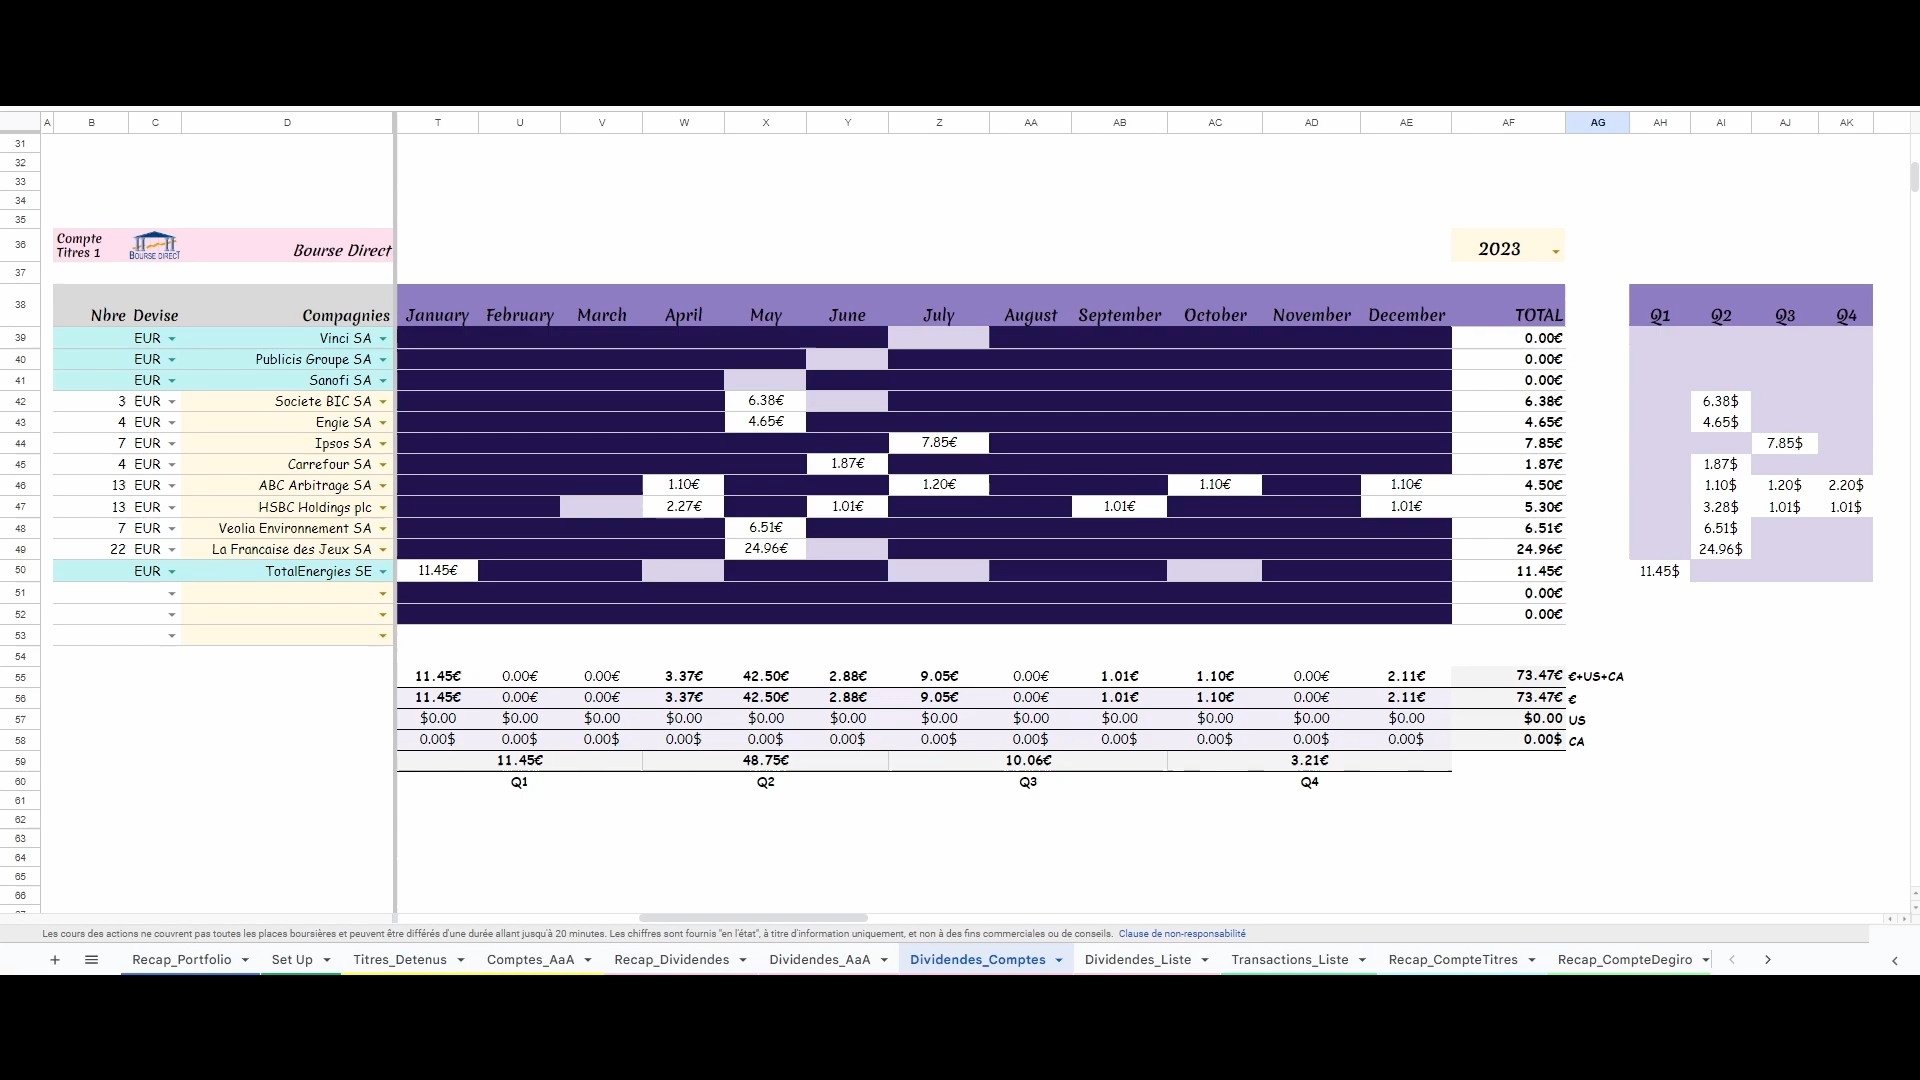 A B C D T U V W X Y Z AA AB AC AD AE AF AG AH AI AJ AK
31
32
33
34
35
36 Compte Titres 1 BOURSE DIRECT Bourse Direct 2023
37
38 Nbre Devise Compagnies January February March April May June July August September October November December TOTAL Q1 Q2 Q3 Q4
39 EUR Vinci SA 0.00€
40 EUR Publicis Groupe SA 0.00€
41 EUR Sanofi SA 0.00€
42 3 EUR Societe BIC SA 6.38€ 6.38€ 6.38$
43 4 EUR Engie SA 4.65€ 4.65€ 4.65$
44 7 EUR Ipsos SA 7.85€ 7.85€ 7.85$
45 4 EUR Carrefour SA 1.87€ 1.87€ 1.87$
46 13 EUR ABC Arbitrage SA 1.10€ 1.20€ 1.10€ 1.10€ 4.50€ 1.10$ 1.20$ 2.20$
47 13 EUR HSBC Holdings plc 2.27€ 1.01€ 1.01€ 1.01€ 5.30€ 3.28$ 1.01$ 1.01$
48 7 EUR Veolia Environnement SA 6.51€ 6.51€ 6.51$
49 22 EUR La Francaise des Jeux SA 24.96€ 24.96€ 24.96$
50 EUR TotalEnergies SE 11.45€ 11.45€ 11.45$
51 0.00€
52 0.00€
53
54
55 11.45€ 0.00€ 0.00€ 3.37€ 42.50€ 2.88€ 9.05€ 0.00€ 1.01€ 1.10€ 0.00€ 2.11€ 73.47€ €+US+CA
56 11.45€ 0.00€ 0.00€ 3.37€ 42.50€ 2.88€ 9.05€ 0.00€ 1.01€ 1.10€ 0.00€ 2.11€ 73.47€ €
57 $0.00 $0.00 $0.00 $0.00 $0.00 $0.00 $0.00 $0.00 $0.00 $0.00 $0.00 $0.00 $0.00 US
58 0.00$ 0.00$ 0.00$ 0.00$ 0.00$ 0.00$ 0.00$ 0.00$ 0.00$ 0.00$ 0.00$ 0.00$ 0.00$ CA
59 11.45€ 48.75€ 10.06€ 3.21€
60 Q1 Q2 Q3 Q4
61
62
63
64
65
66
Les cours des actions ne couvrent pas toutes les places boursières et peuvent être différés d'une durée allant jusqu'à 20 minutes. Les chiffres sont fournis "en l'état", à titre d'information uniquement, et non à des fins commerciales ou de conseils. Clause de non-responsabilité
Recap_Portfolio Set Up Titres_Detenus Comptes_AaA Recap_Dividendes Dividendes_AaA Dividendes_Comptes Dividendes_Liste Transactions_Liste Recap_CompteTitres Recap_CompteDegiro